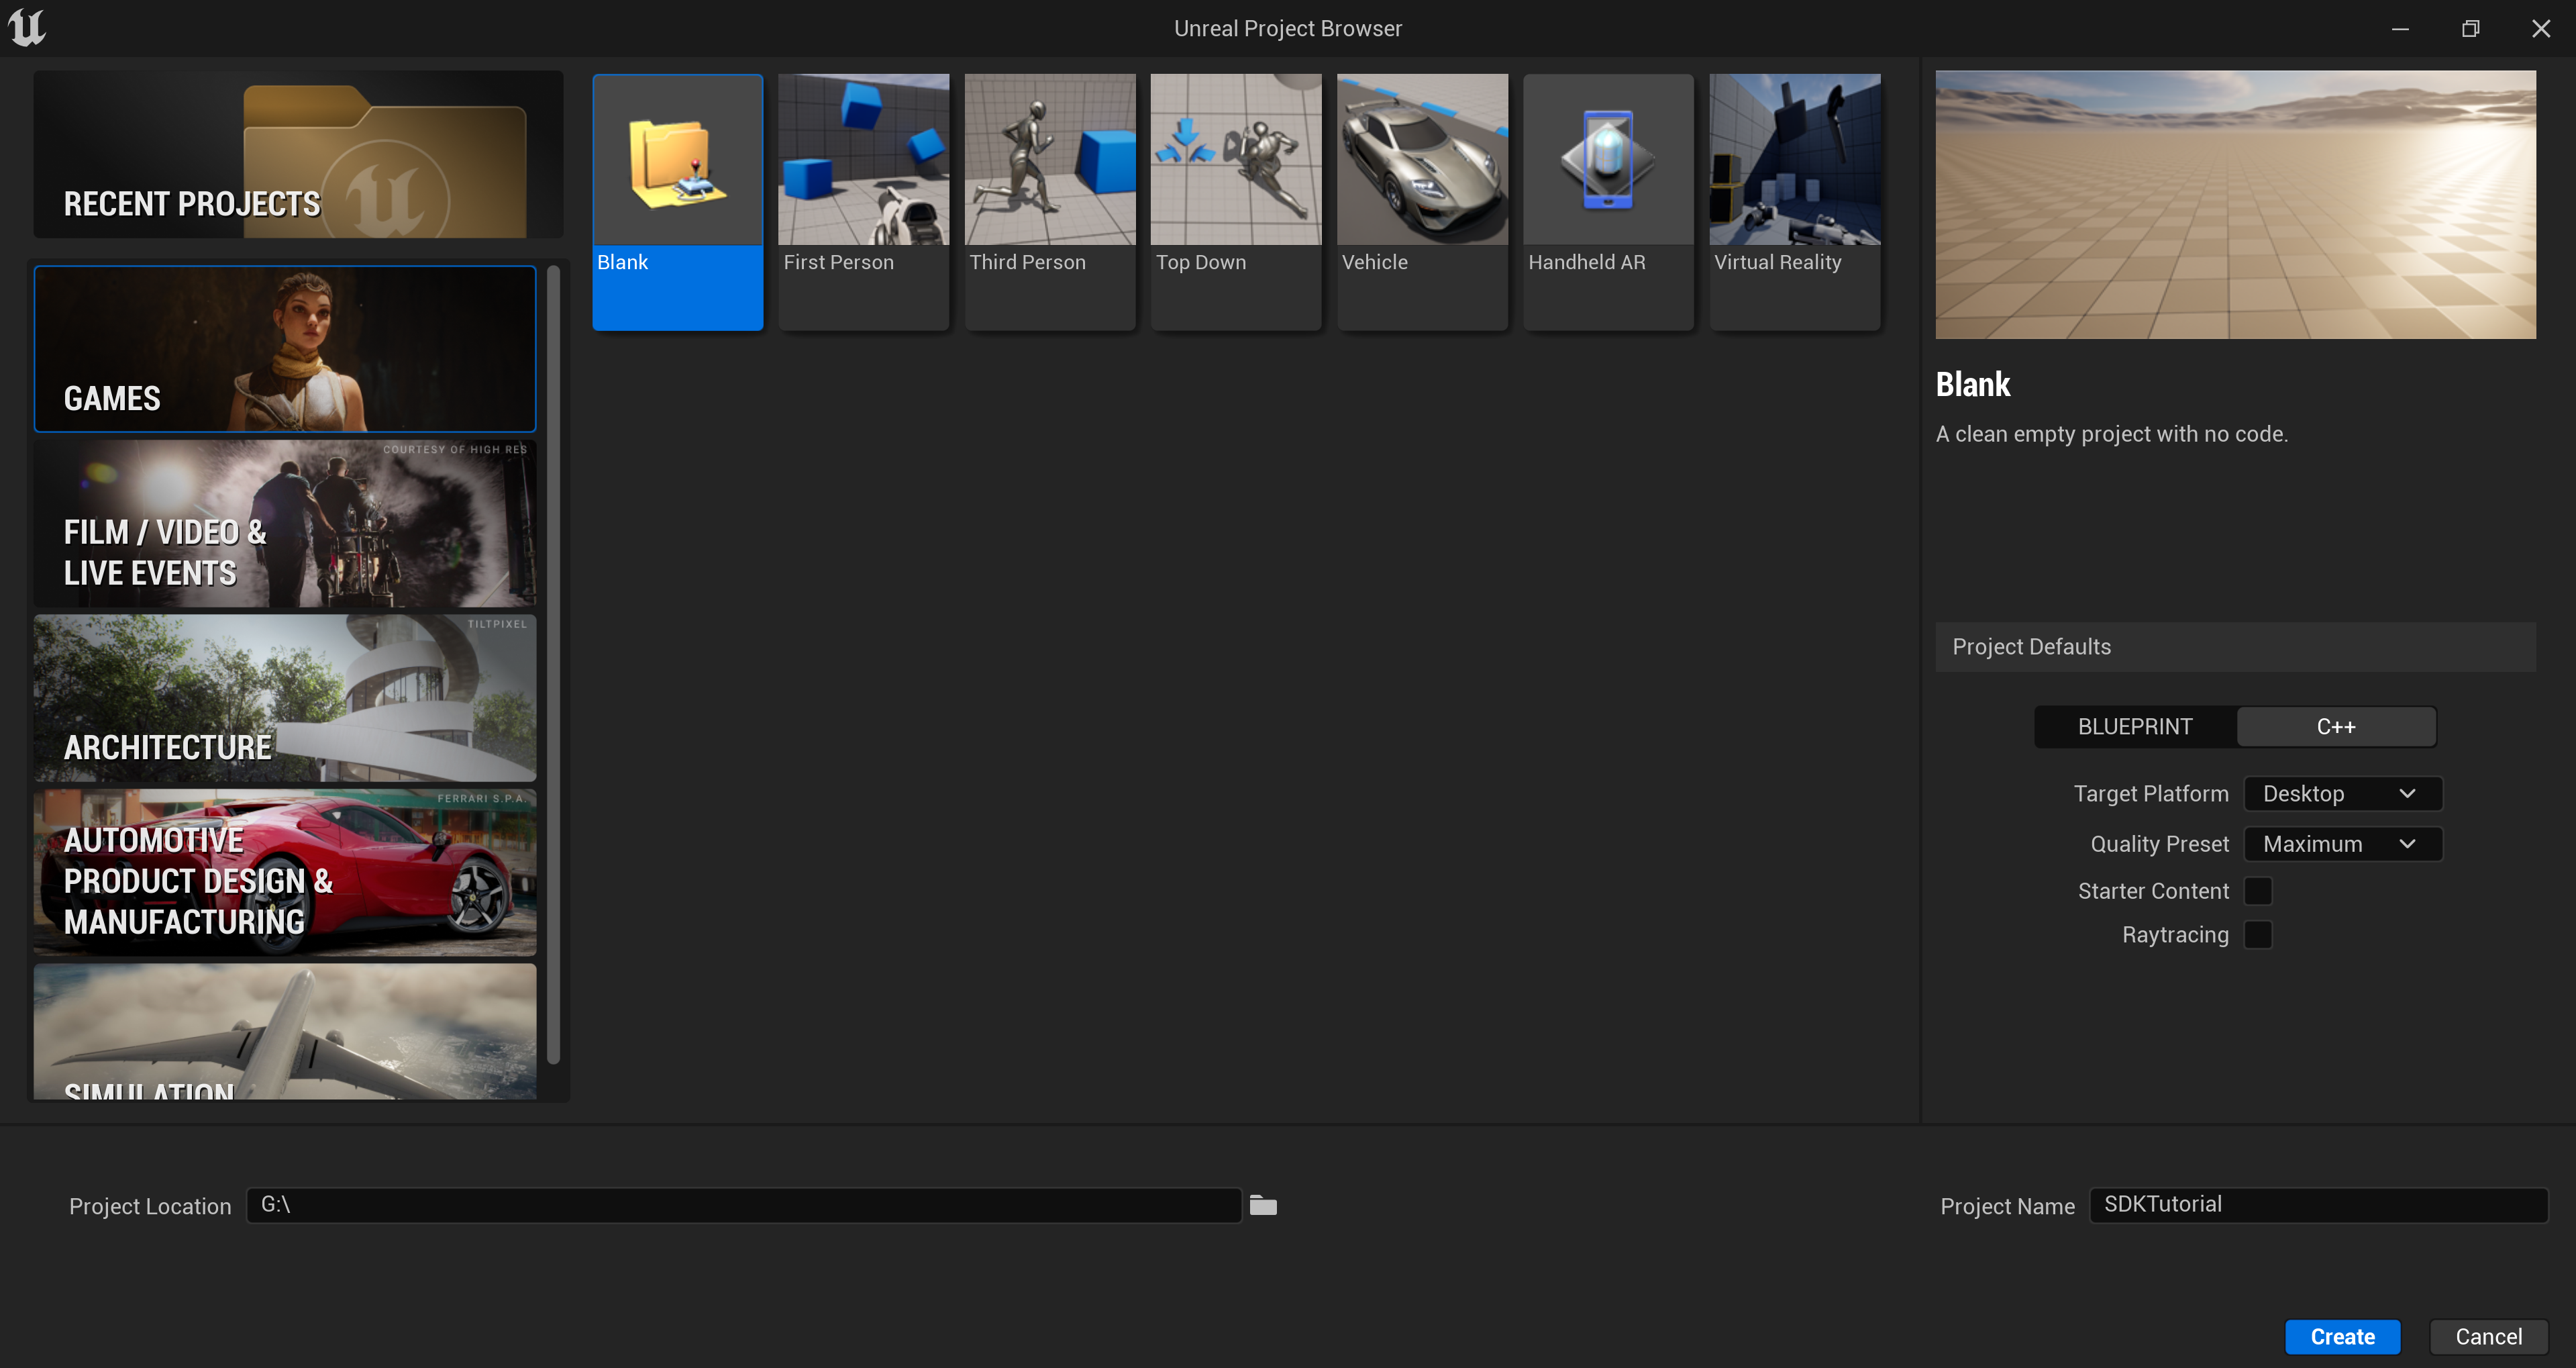 Unreal Project Browser
RECENT PROJECTS
GAMES
COURTESY OF HIGH RES
FILM / VIDEO &
LIVE EVENTS
TILTPIXEL
ARCHITECTURE
FERRARI S.P.A.
AUTOMOTIVE
PRODUCT DESIGN &
MANUFACTURING
SIMULATION
Blank
First Person
Third Person
Top Down
Vehicle
Handheld AR
Virtual Reality
Blank
A clean empty project with no code.
Project Defaults
BLUEPRINT C++
Target Platform Desktop
Quality Preset Maximum
Starter Content
Raytracing
Project Location G:\
Project Name SDKTutorial
Create Cancel